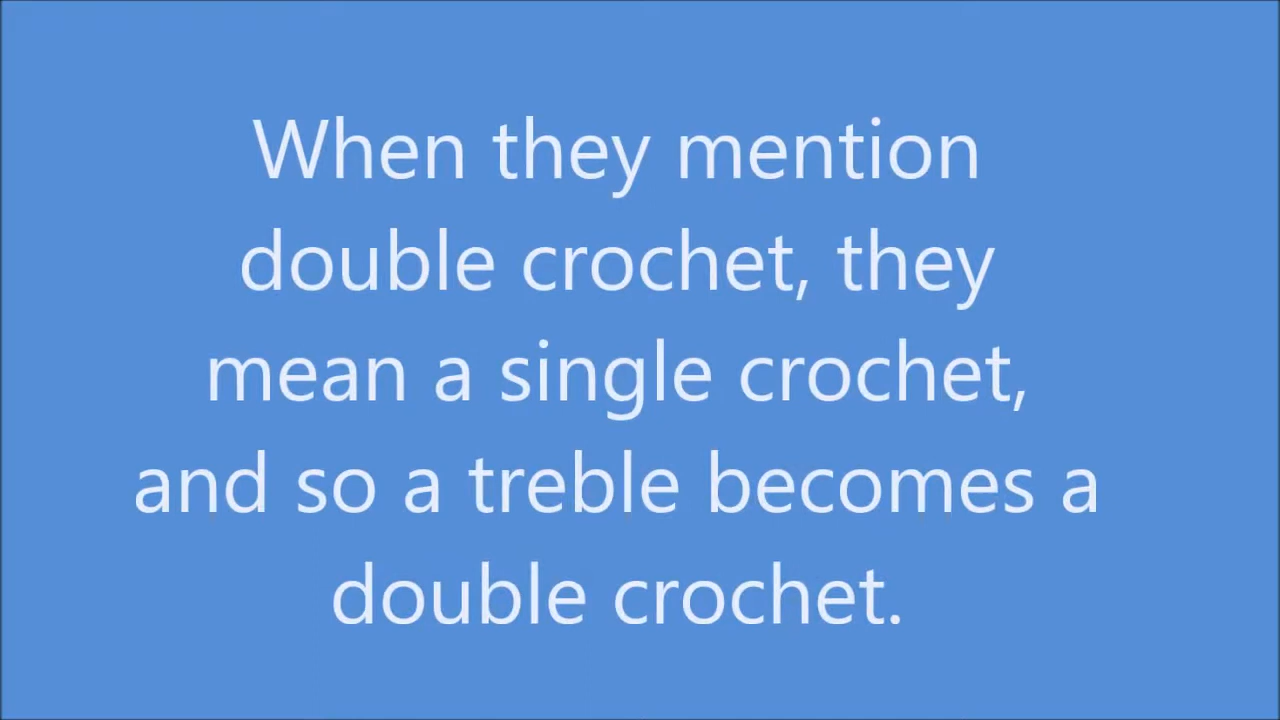 When they mention
double crochet, they
mean a single crochet,
and so a treble becomes a
double crochet.